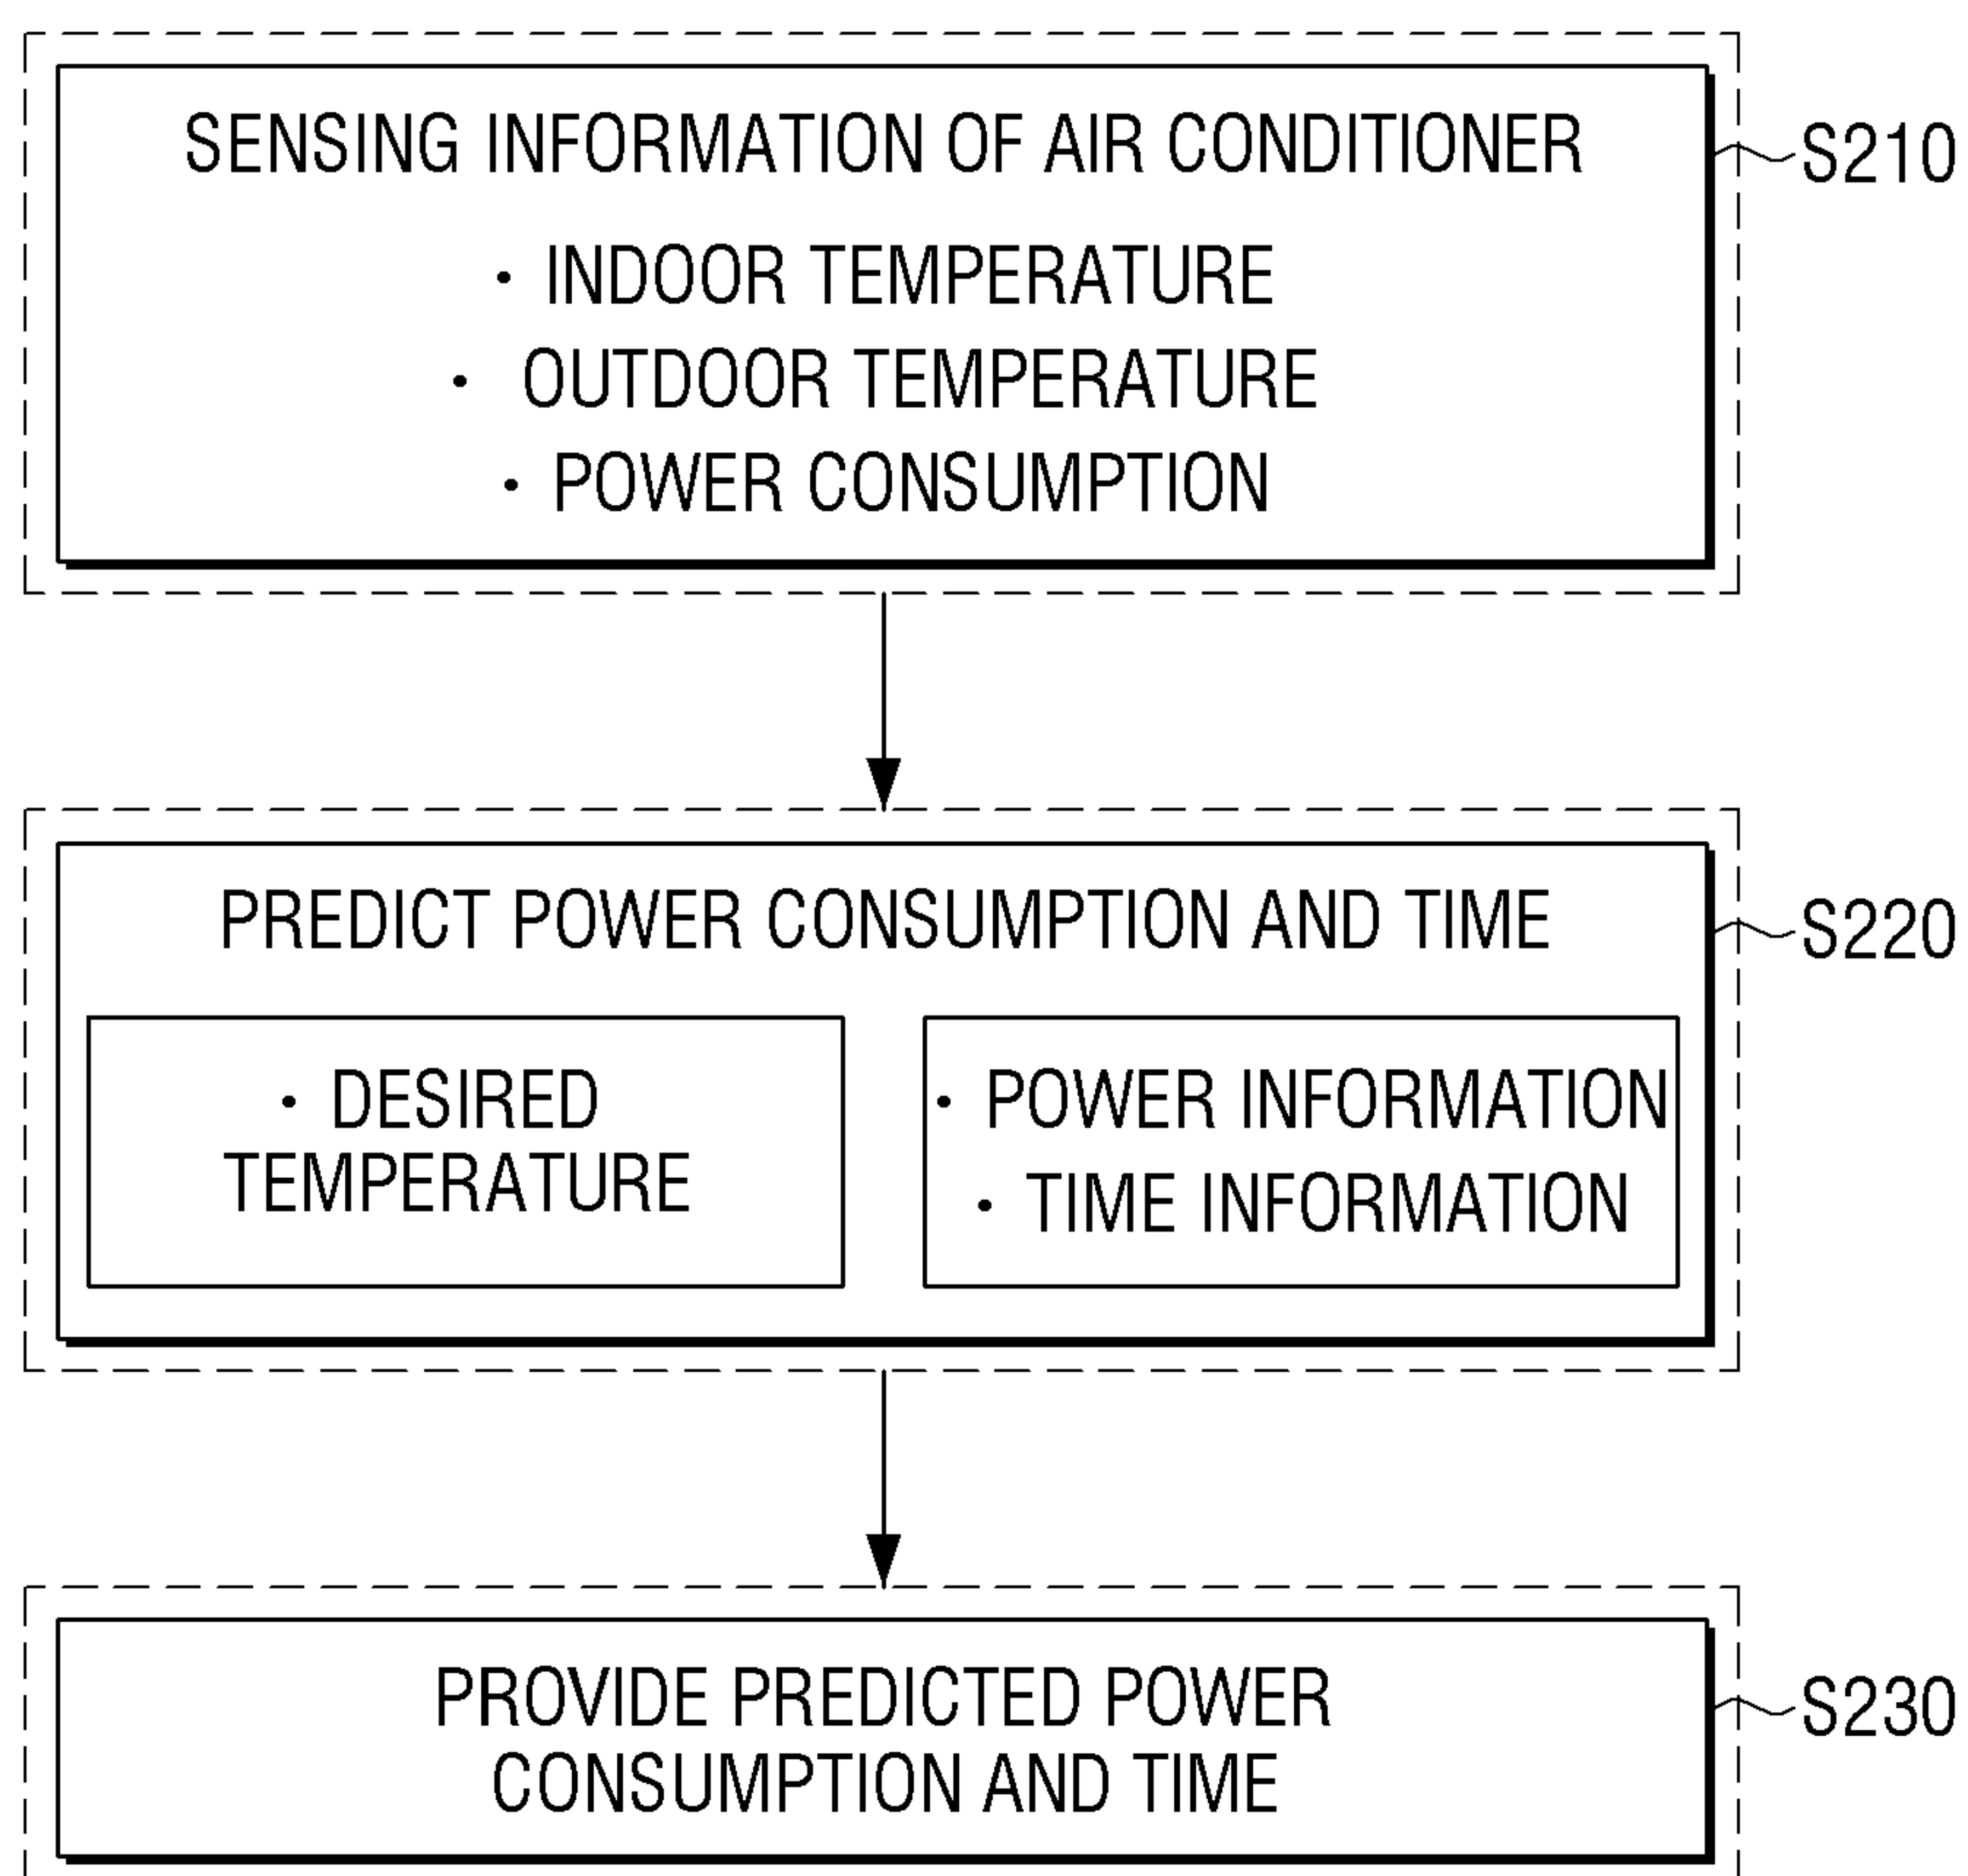 SENSING INFORMATION OF AIR CONDITIONER
S210
• INDOOR TEMPERATURE
• OUTDOOR TEMPERATURE
• POWER CONSUMPTION
PREDICT POWER CONSUMPTION AND TIME
S220
• DESIRED
TEMPERATURE
• POWER INFORMATION
• TIME INFORMATION
PROVIDE PREDICTED POWER
CONSUMPTION AND TIME
S230